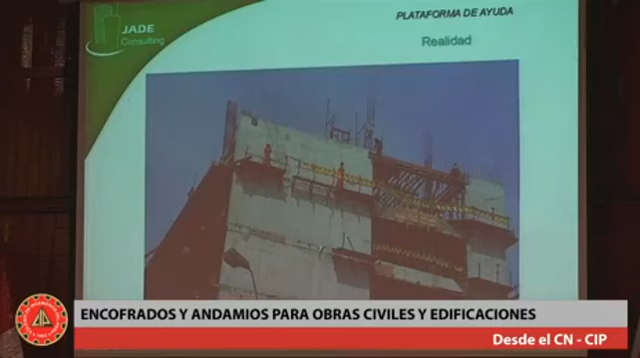 JADE
Consulting
PLATAFORMA DE AYUDA
Realidad
ENCOFRADOS Y ANDAMIOS PARA OBRAS CIVILES Y EDIFICACIONES
Desde el CN - CIP